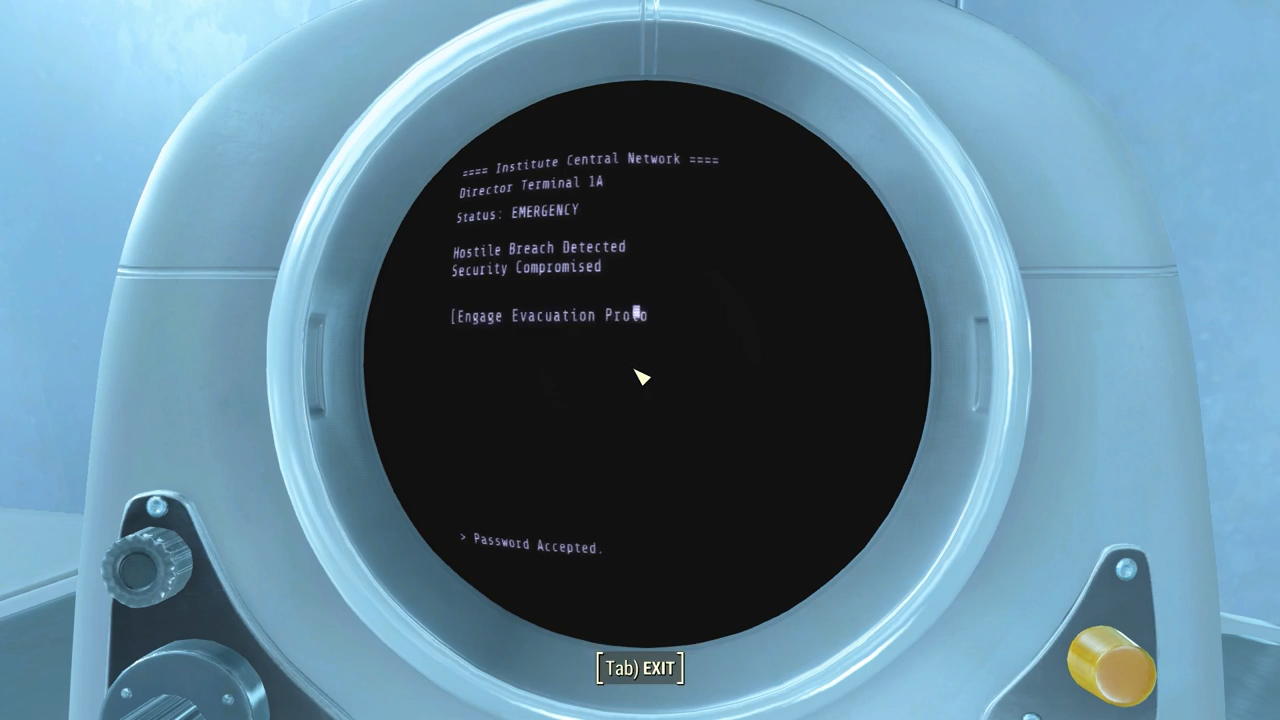 ==== Institute Central Network ====
Director Terminal 1A
Status: EMERGENCY
Hostile Breach Detected
Security Compromised
[Engage Evacuation Proto
> Password Accepted.
[Tab) EXIT]